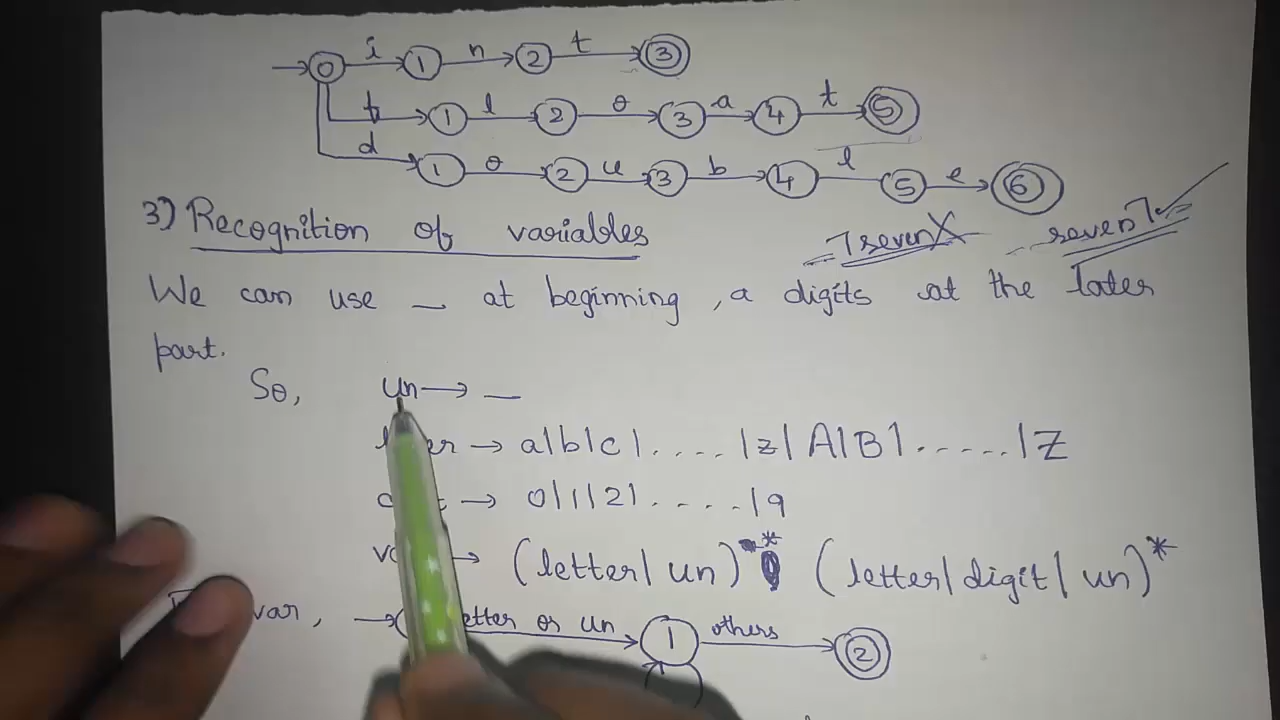 0 i 1 n 2 t 3
f 1 l 2 o 3 a 4 t 5
d 1 o 2 u 3 b 4 l 5 e 6
3) Recognition of variables
7seven X seven7 ✓
We can use _ at beginning, a digits at the later
part.
So, un → _
→ a|b|c|....|z|A|B|......|Z
→ 0|1|2|.....|9
→ (letter/un)* (letter/digit/un)*
var, → or un 1 others 2